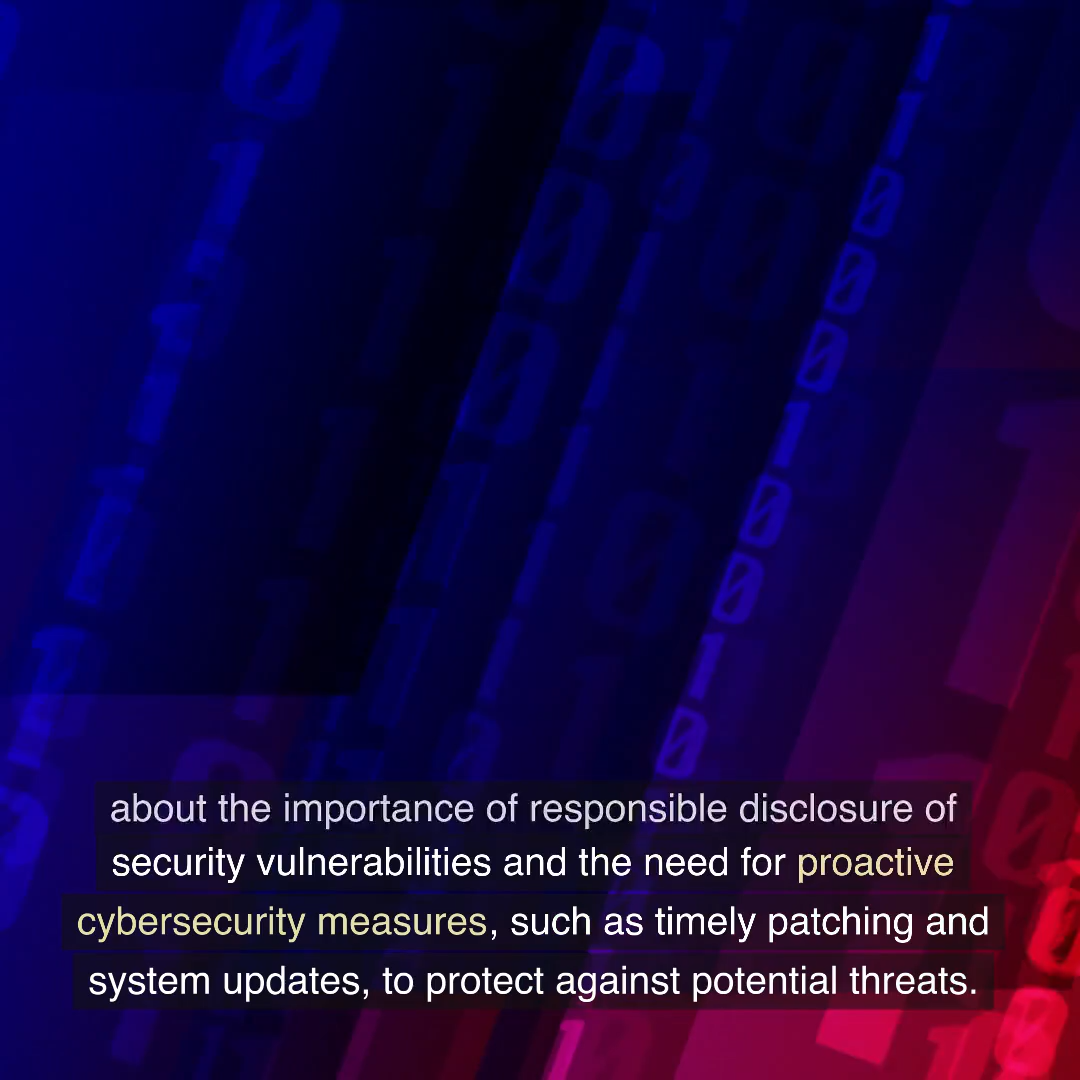 about the importance of responsible disclosure of
security vulnerabilities and the need for proactive
cybersecurity measures, such as timely patching and
system updates, to protect against potential threats.